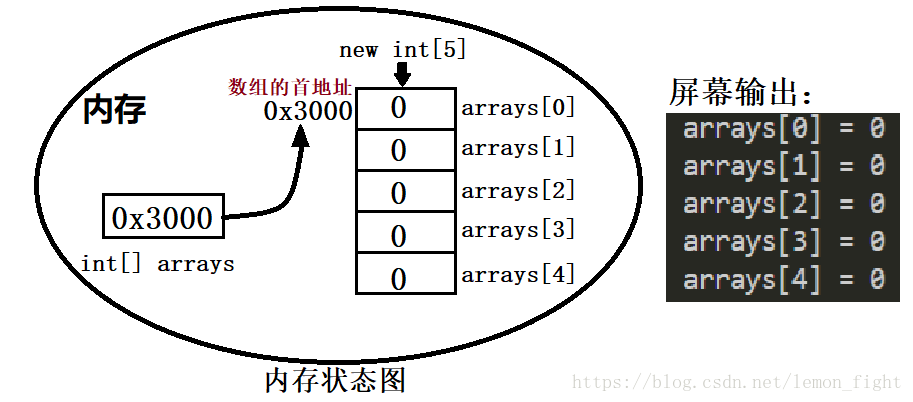 new int[5]
数组的首地址
0x3000
内存
0 arrays[0]
0 arrays[1]
0 arrays[2]
0 arrays[3]
0 arrays[4]
0x3000
int[] arrays
内存状态图
屏幕输出：
arrays[0] = 0
arrays[1] = 0
arrays[2] = 0
arrays[3] = 0
arrays[4] = 0
https://blog.csdn.net/lemon_fight